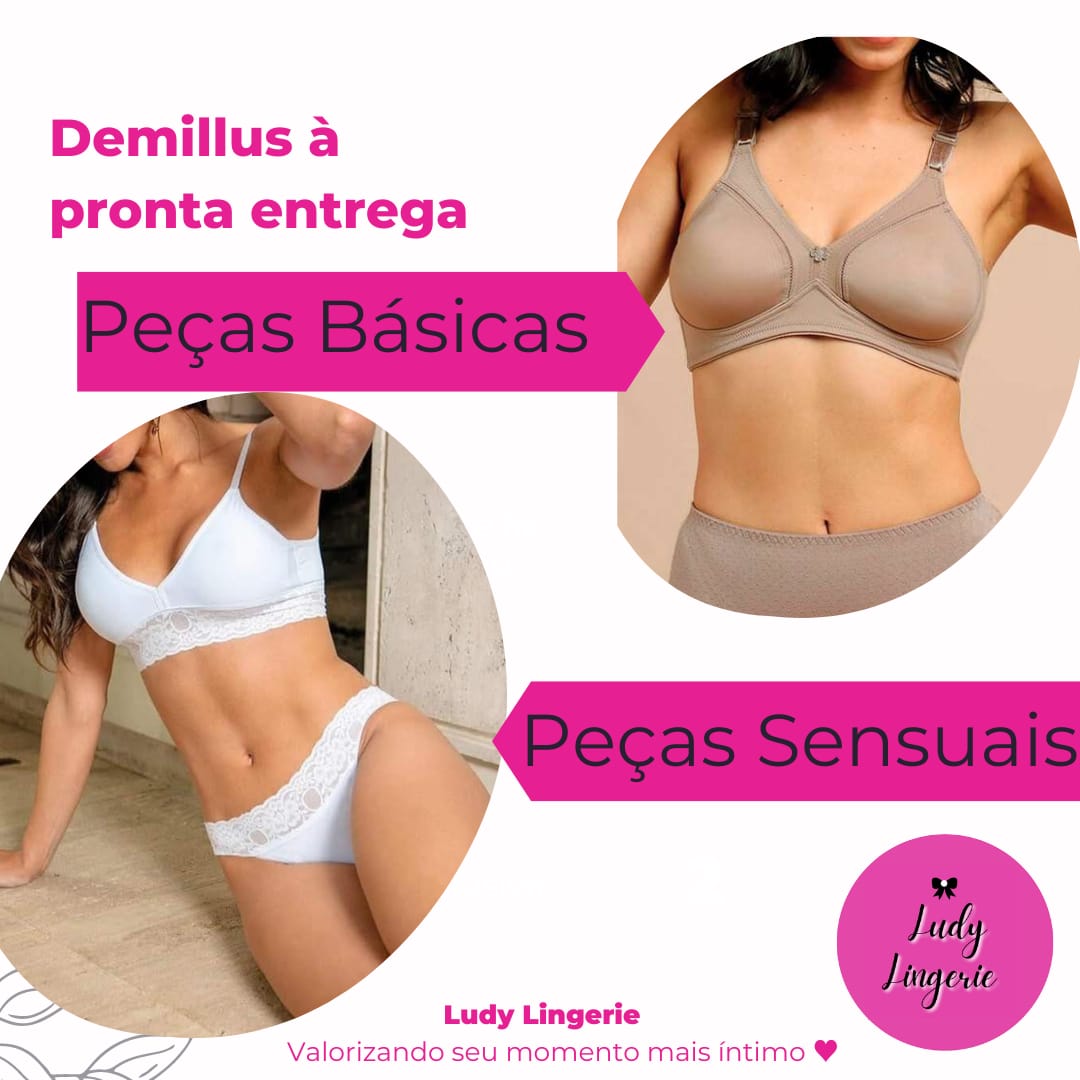 Demillus à
pronta entrega
Peças Básicas
Peças Sensuais
Ludy
Lingerie
Ludy Lingerie
Valorizando seu momento mais íntimo ♥